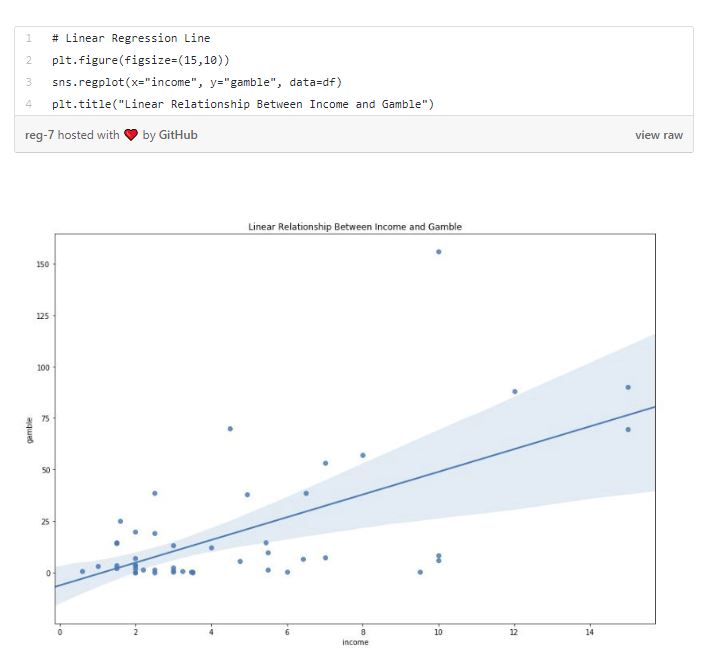 1 # Linear Regression Line
2 plt.figure(figsize=(15,10))
3 sns.regplot(x="income", y="gamble", data=df)
4 plt.title("Linear Relationship Between Income and Gamble")
reg-7 hosted with ❤ by GitHub view raw
Linear Relationship Between Income and Gamble
150
125
100
75
50
25
0
gamble
0 2 4 6 8 10 12 14
income